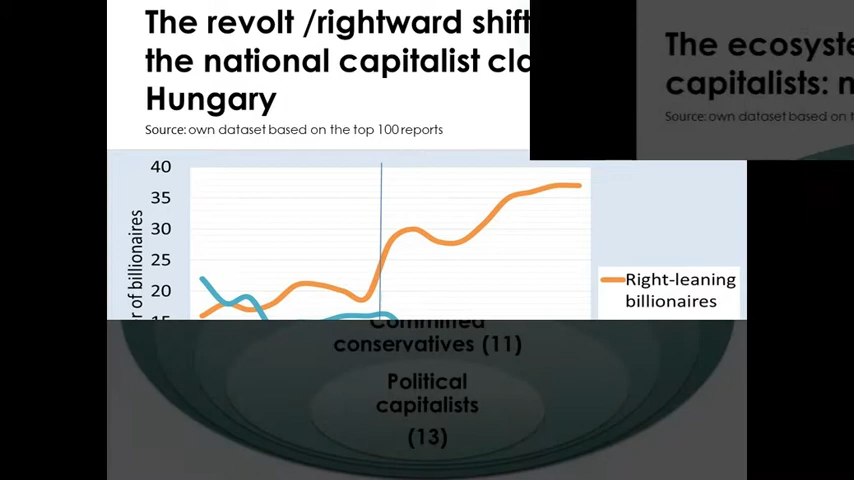 The revolt /rightward shift
the national capitalist
Hungary
Source: own dataset based on the top 100 reports
The
capitalists:
Source: own dataset based on
40
35
30
25
20
of billionaires
Right-leaning
billionaires
Committed
conservatives (11)
Political
capitalists
(13)